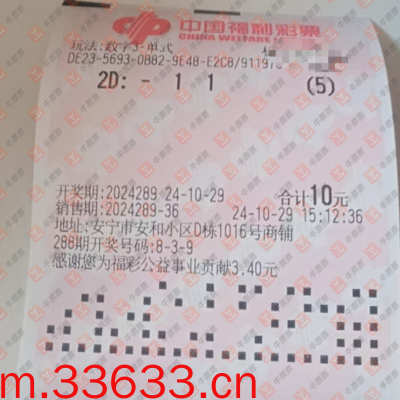 中国福利彩票
CHINA WELFARE
玩法:数字3-单式
DE23-5693-0B82-9E48-E2C8/91197
2D: - 1 1 (5)
开奖期:2024289 24-10-29 合计10元
销售期:2024289-36 24-10-29 15:12:36
地址:安宁市安和小区D栋1016号商铺
288期开奖号码:8-3-9
感谢您为福彩公益事业贡献3.40元
m.33633.cn